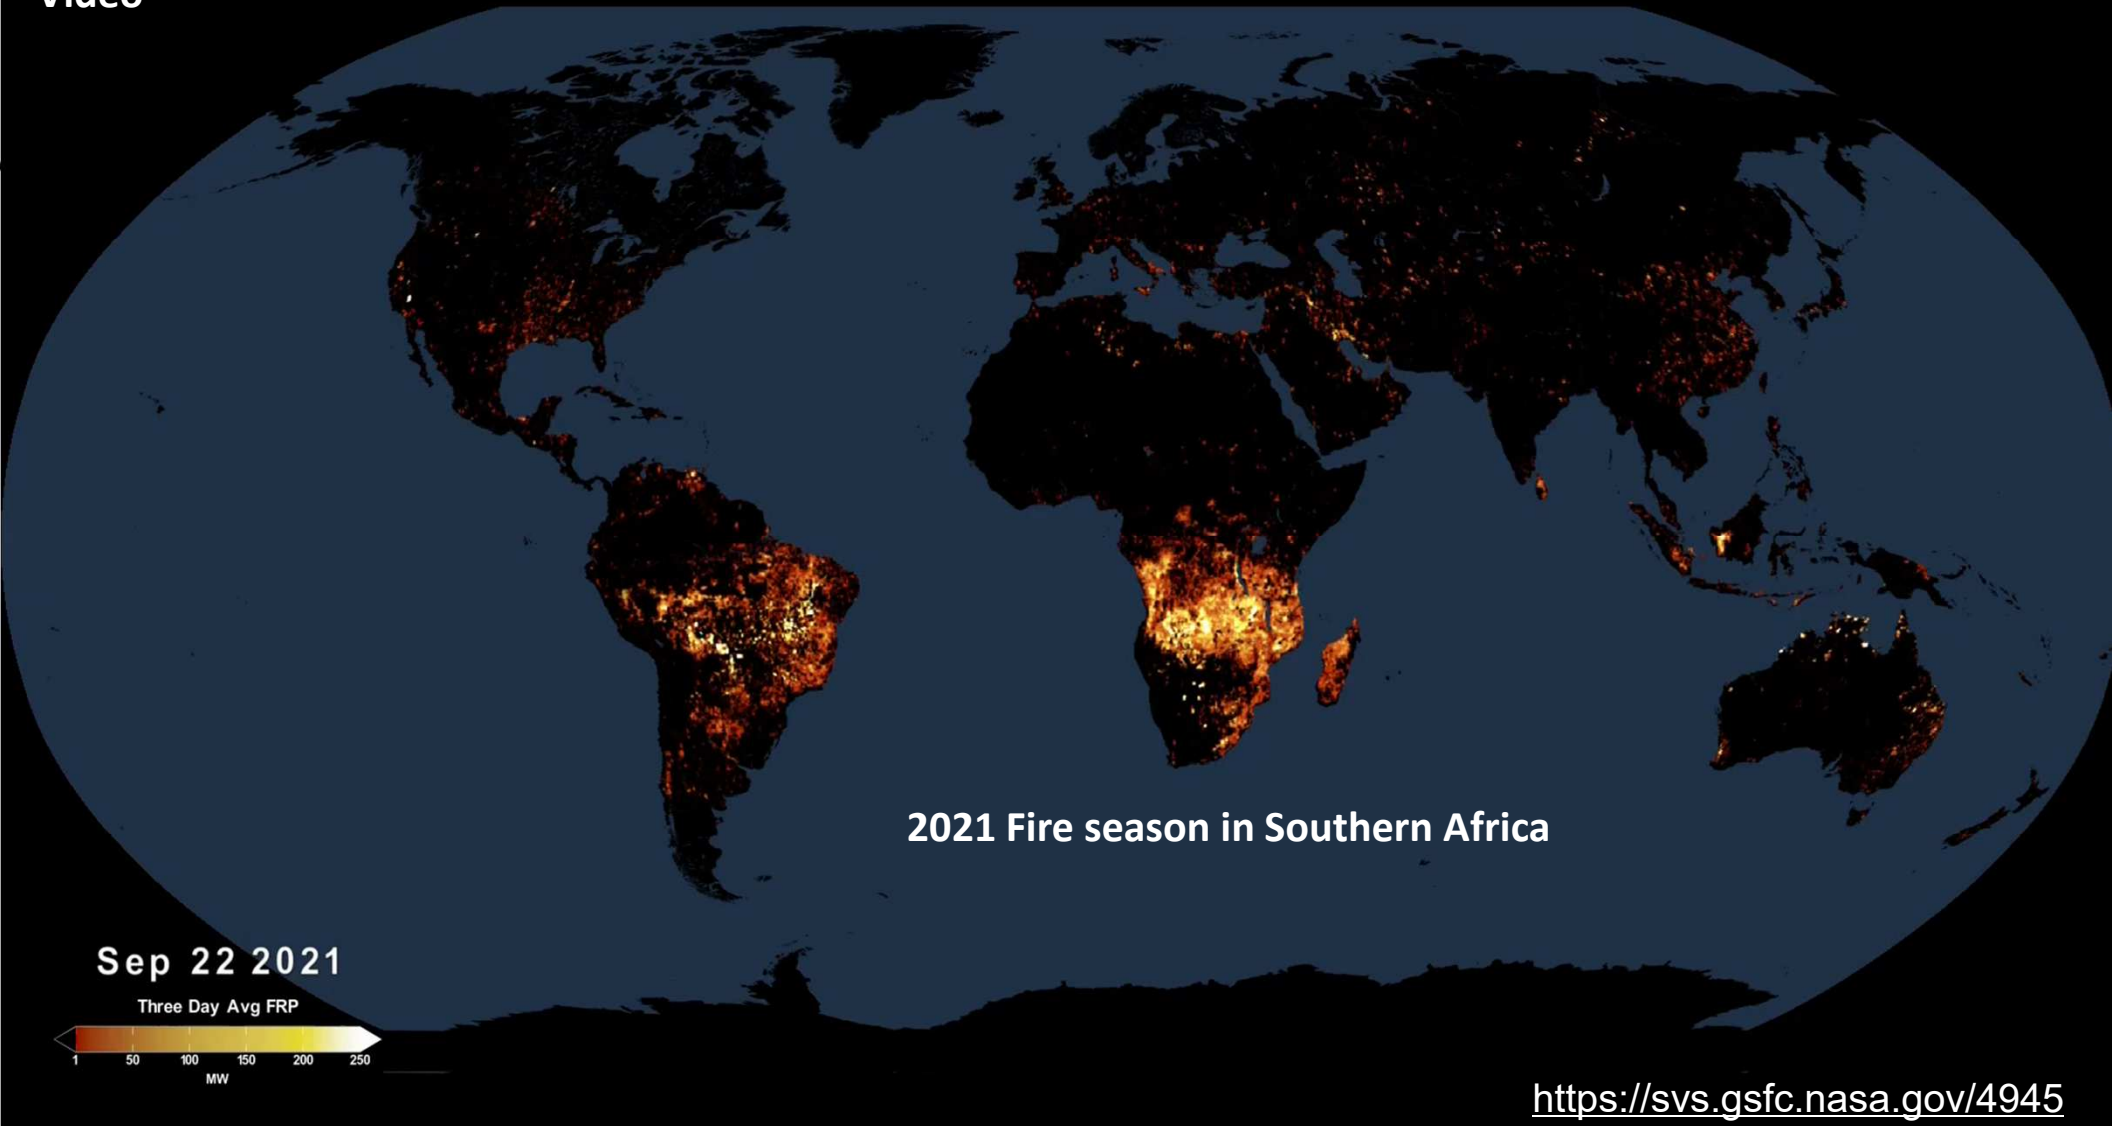 Video
2021 Fire season in Southern Africa
Sep 22 2021
Three Day Avg FRP
1 50 100 150 200 250
MW
https://svs.gsfc.nasa.gov/4945